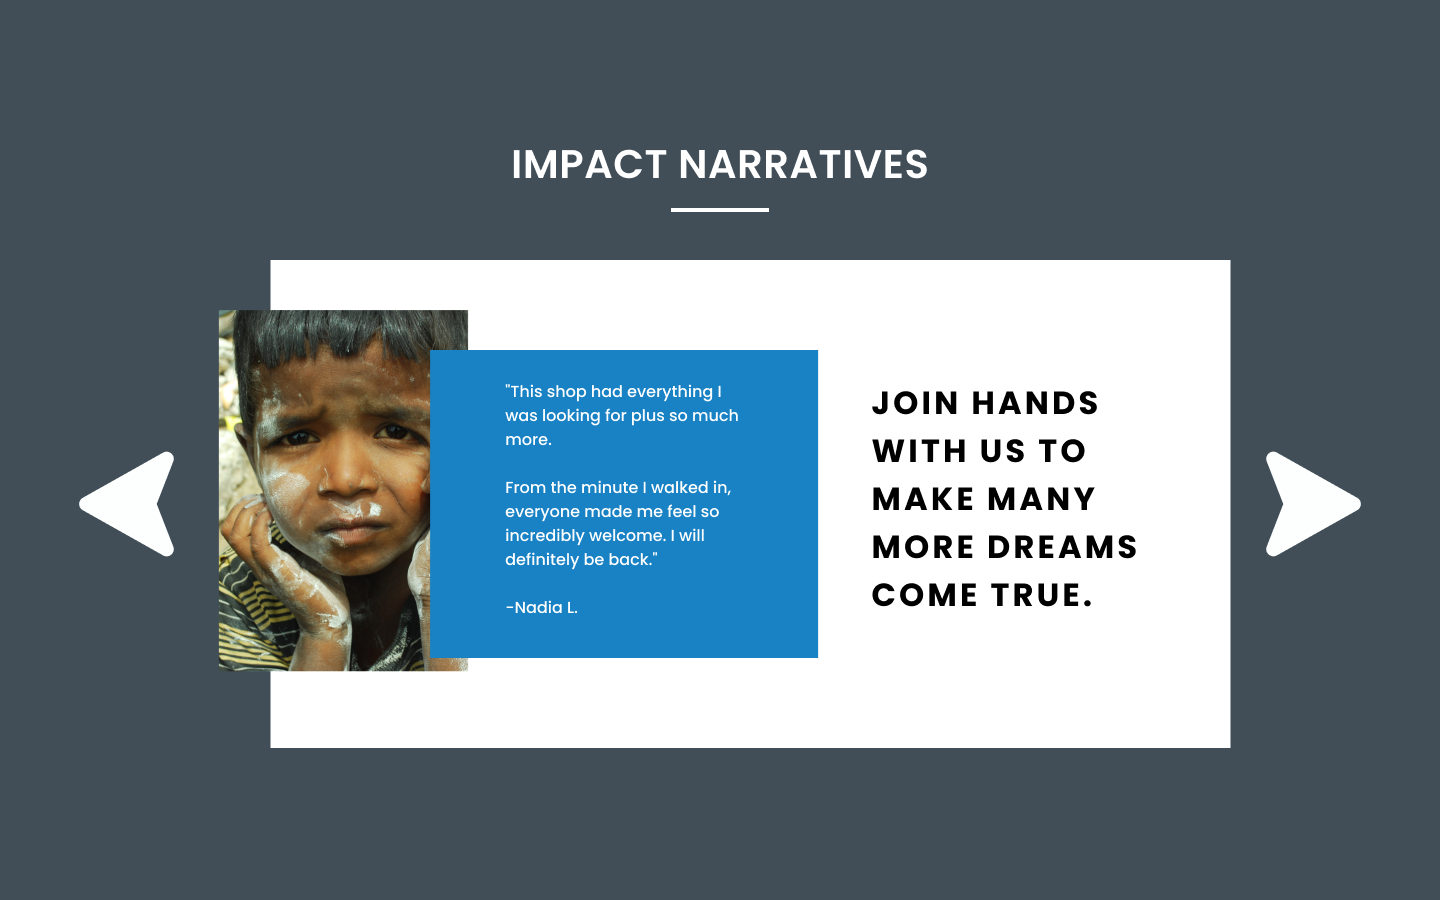 IMPACT NARRATIVES
"This shop had everything I
was looking for plus so much
more.
From the minute I walked in,
everyone made me feel so
incredibly welcome. I will
definitely be back."
-Nadia L.
JOIN HANDS
WITH US TO
MAKE MANY
MORE DREAMS
COME TRUE.